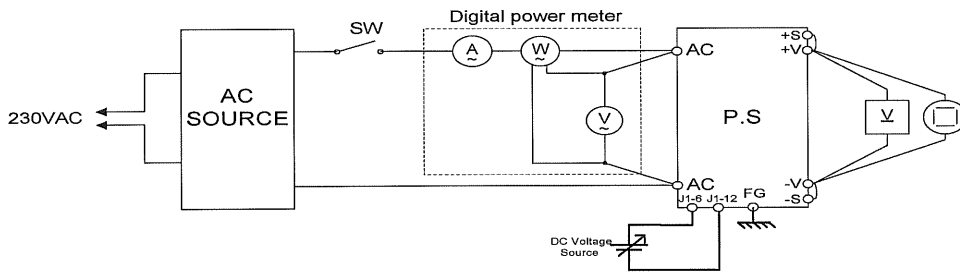 Digital power meter
SW
A
~
W
~
AC
+S
+V
AC
SOURCE
230VAC
V
~
P.S
V
AC
-V
-S
J1-6
J1-12
FG
DC Voltage
Source